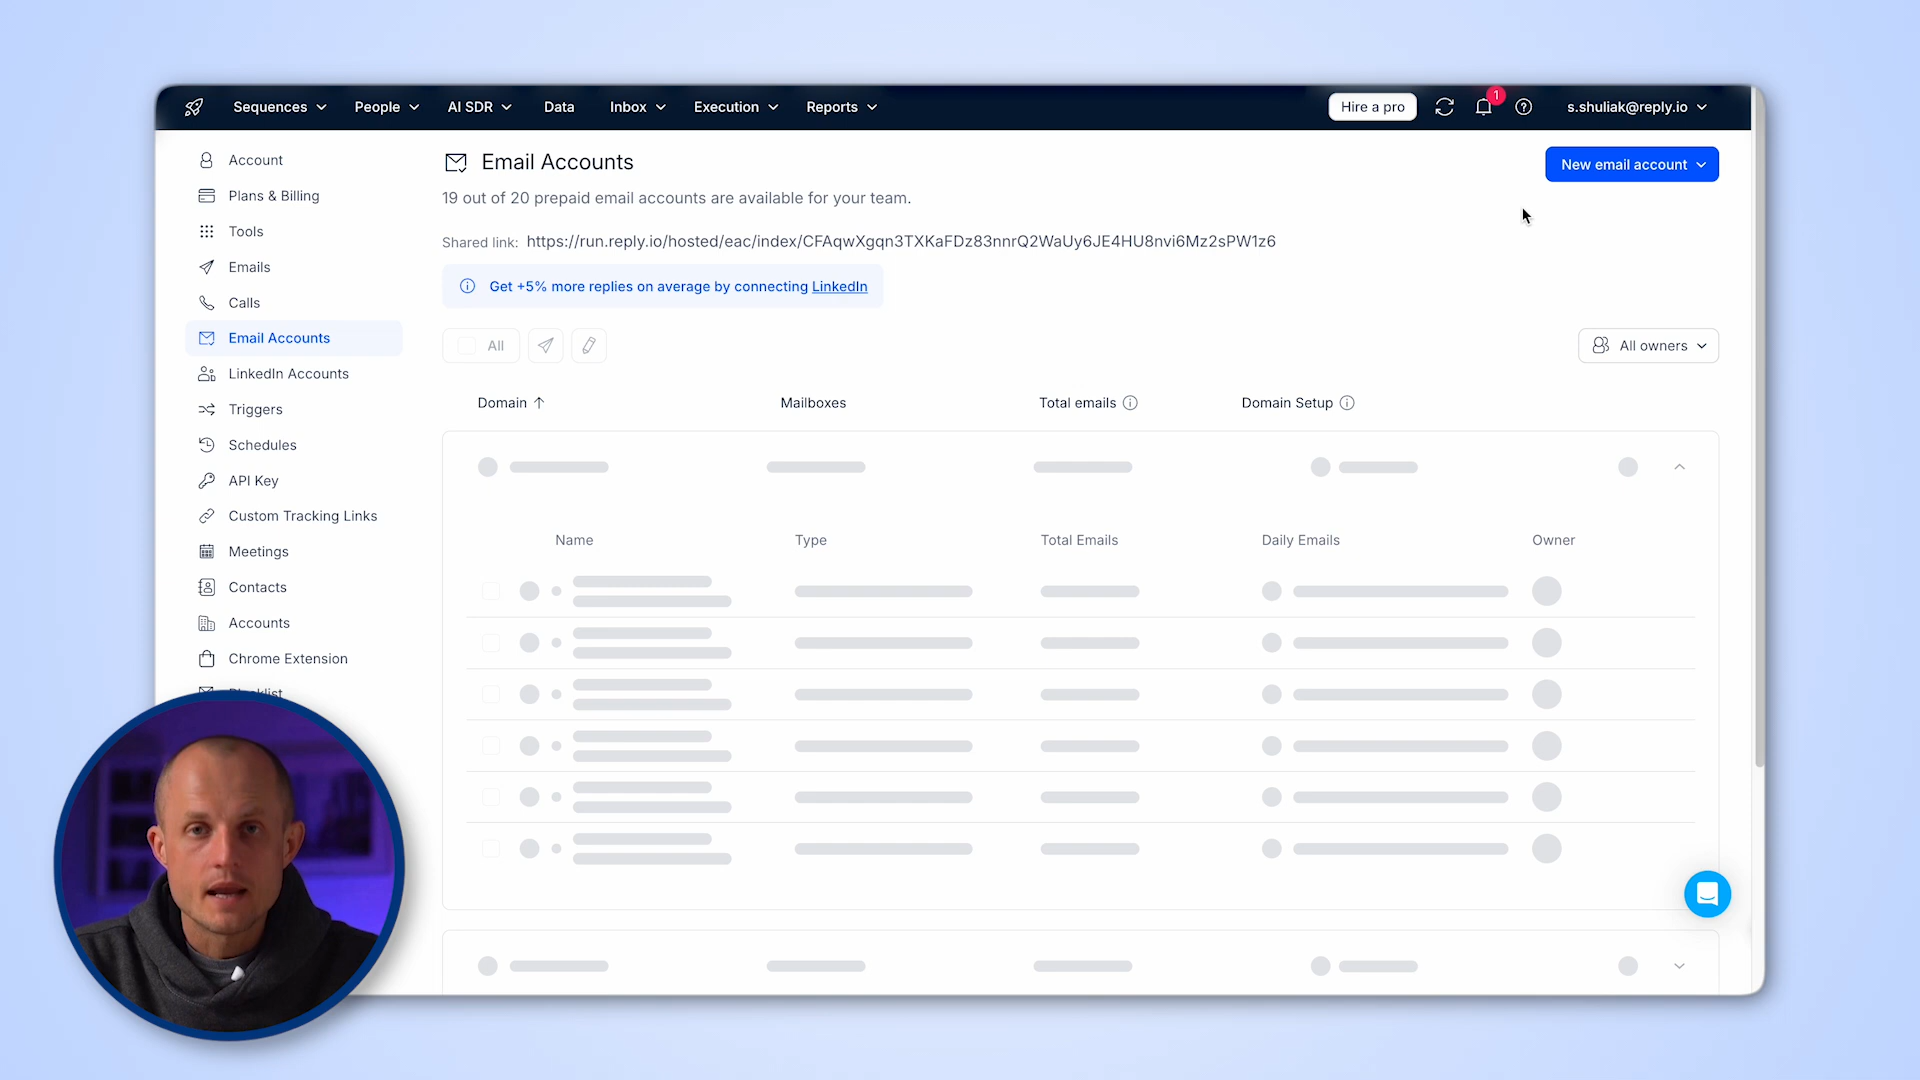 Sequences People AI SDR Data Inbox Execution Reports Hire a pro 1 s.shuliak@reply.io
Account
Plans & Billing
Tools
Emails
Calls
Email Accounts
LinkedIn Accounts
Triggers
Schedules
API Key
Custom Tracking Links
Meetings
Contacts
Accounts
Chrome Extension
Email Accounts
New email account
19 out of 20 prepaid email accounts are available for your team.
Shared link: https://run.reply.io/hosted/eac/index/CFAqwXgqn3TXKaFDz83nnrQ2WaUy6JE4HU8nvi6Mz2sPW1z6
Get +5% more replies on average by connecting LinkedIn
All
All owners
Domain Mailboxes Total emails Domain Setup
Name Type Total Emails Daily Emails Owner